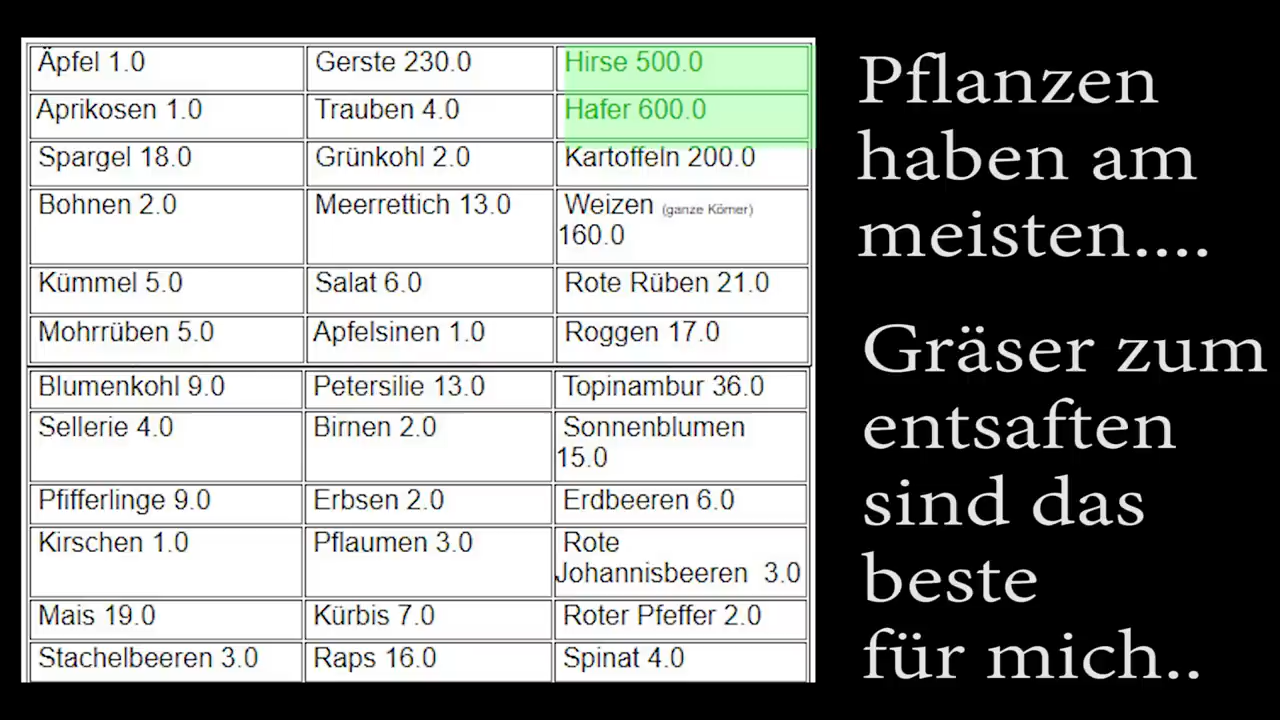 Äpfel 1.0 Gerste 230.0 Hirse 500.0
Aprikosen 1.0 Trauben 4.0 Hafer 600.0
Spargel 18.0 Grünkohl 2.0 Kartoffeln 200.0
Bohnen 2.0 Meerrettich 13.0 Weizen (ganze Körner)
160.0
Kümmel 5.0 Salat 6.0 Rote Rüben 21.0
Mohrrüben 5.0 Apfelsinen 1.0 Roggen 17.0
Blumenkohl 9.0 Petersilie 13.0 Topinambur 36.0
Sellerie 4.0 Birnen 2.0 Sonnenblumen
15.0
Pfifferlinge 9.0 Erbsen 2.0 Erdbeeren 6.0
Kirschen 1.0 Pflaumen 3.0 Rote
Johannisbeeren 3.0
Mais 19.0 Kürbis 7.0 Roter Pfeffer 2.0
Stachelbeeren 3.0 Raps 16.0 Spinat 4.0
Pflanzen
haben am
meisten....
Gräser zum
entsaften
sind das
beste
für mich..